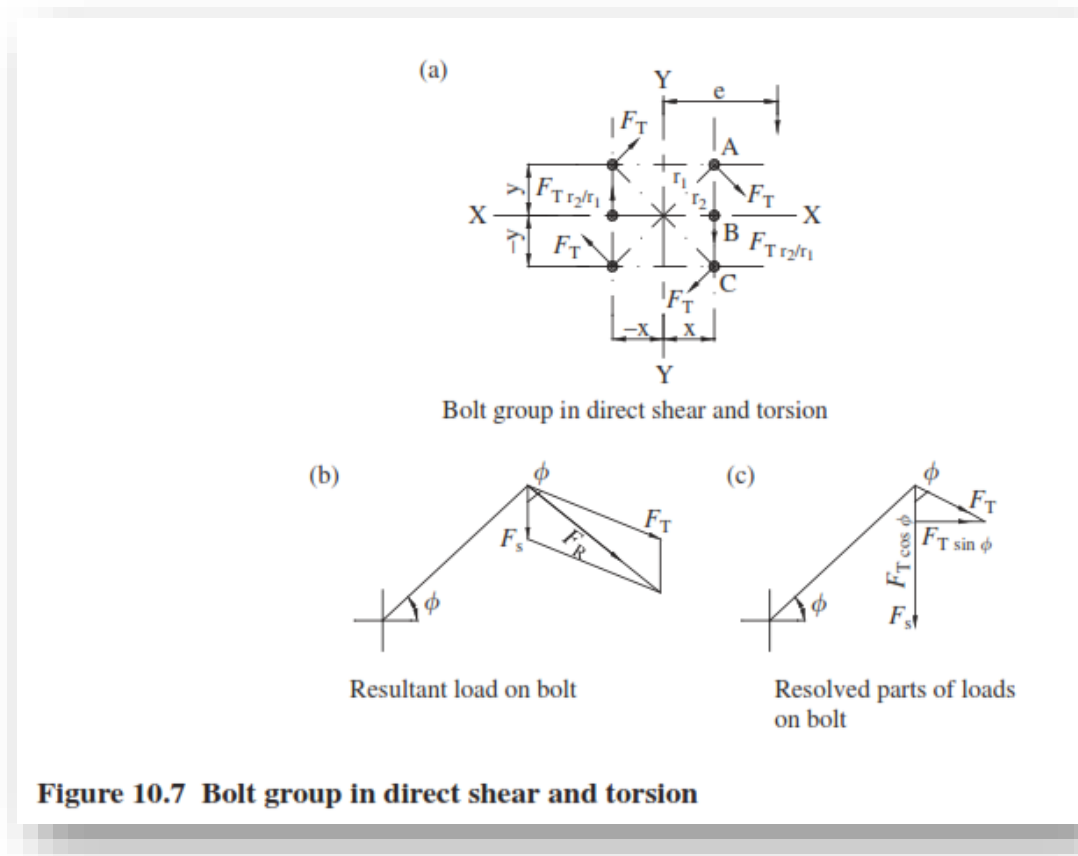 (a)
Y
e
F_T
A
y
F_T r_2/r_1
r_1
r_2
F_T
X
X
B
–y
F_T
F_T r_2/r_1
C
F_T
–x
x
Y
Bolt group in direct shear and torsion
(b)
ϕ
F_T
F_s
F_R
ϕ
Resultant load on bolt
(c)
ϕ
F_T
F_T cos ϕ
F_T sin ϕ
ϕ
F_s
Resolved parts of loads
on bolt
Figure 10.7 Bolt group in direct shear and torsion